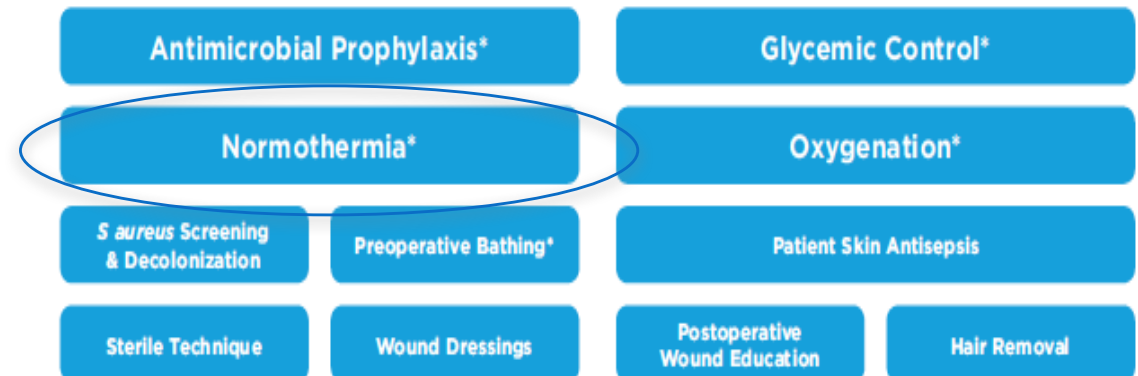 Antimicrobial Prophylaxis*
Glycemic Control*
Normothermia*
Oxygenation*
S aureus Screening
& Decolonization
Preoperative Bathing*
Patient Skin Antisepsis
Sterile Technique
Wound Dressings
Postoperative
Wound Education
Hair Removal